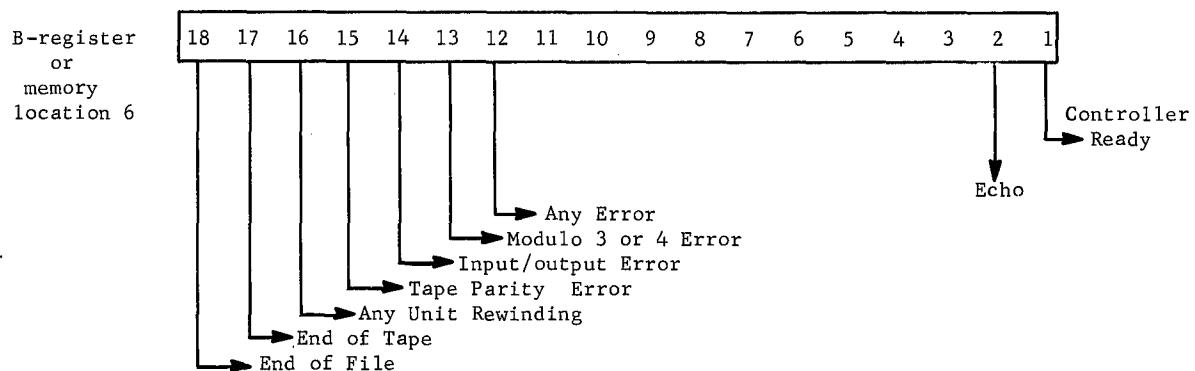 B-register
or
memory
location 6
18 17 16 15 14 13 12 11 10 9 8 7 6 5 4 3 2 1
Controller
Ready
Echo
Any Error
Modulo 3 or 4 Error
Input/output Error
Tape Parity Error
Any Unit Rewinding
End of Tape
End of File